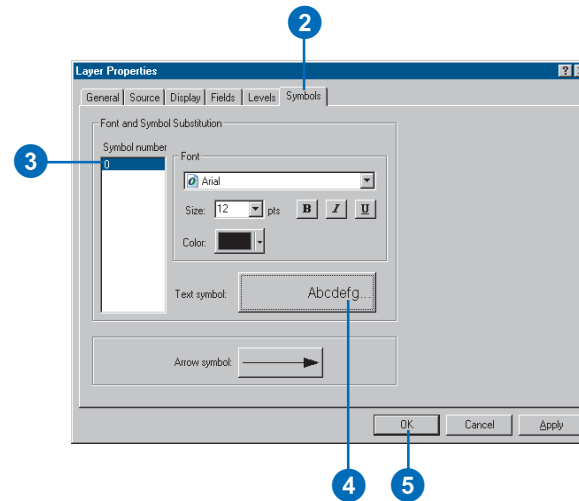 2
Layer Properties
?
General Source Display Fields Levels Symbols
Font and Symbol Substitution
3
Symbol number
0
Font
Arial
Size: 12 pts B I U
Color:
Text symbol: Abcdefg...
Arrow symbol:
OK Cancel Apply
4 5